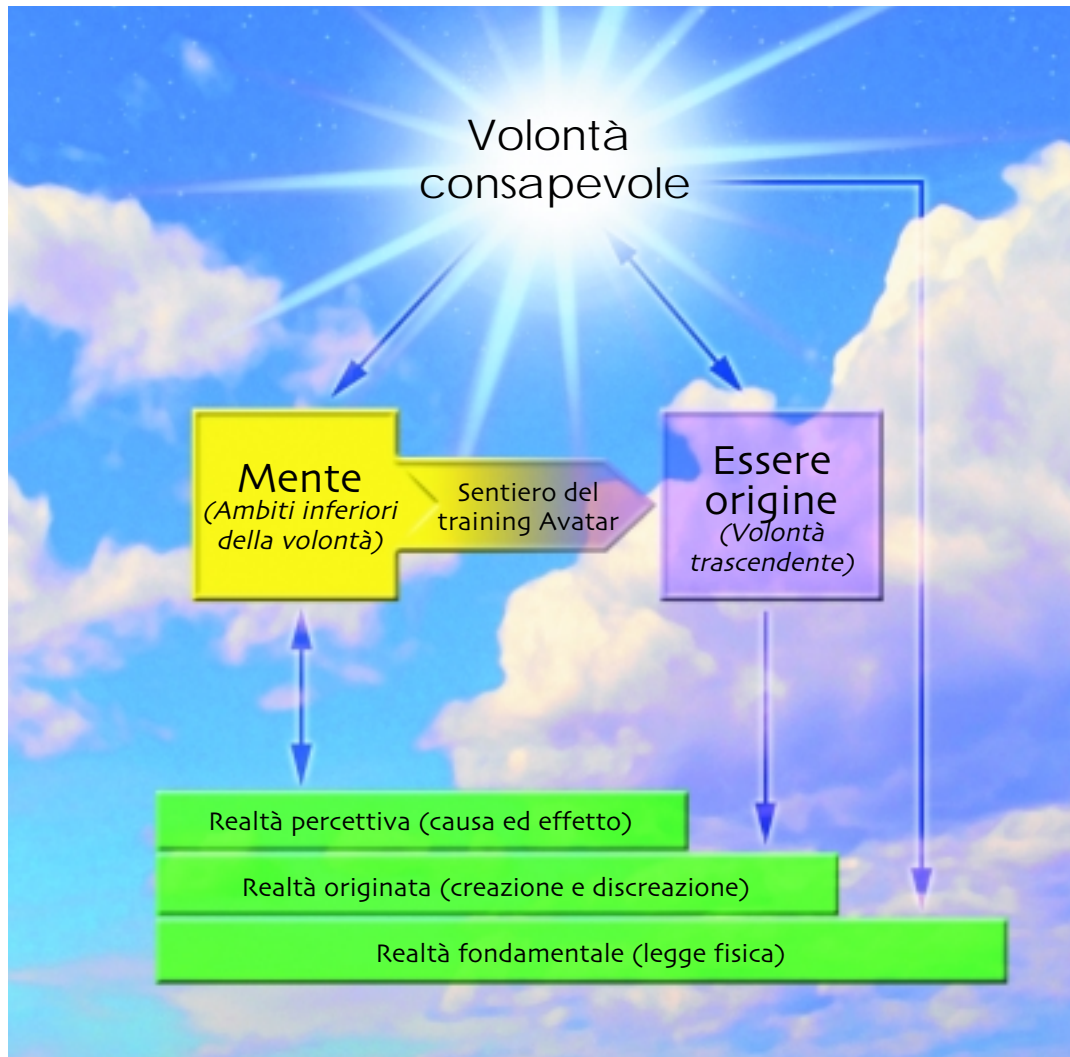 Volontà
consapevole
Mente
(Ambiti inferiori
della volontà)
Sentiero del
training Avatar
Essere
origine
(Volontà
trascendente)
Realtà percettiva (causa ed effetto)
Realtà originata (creazione e discreazione)
Realtà fondamentale (legge fisica)